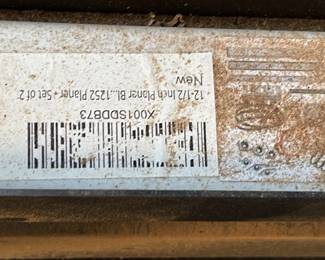 X001SDDB73
12-1/2 Inch Planer Bl...1252 Planer - Set of 2
New